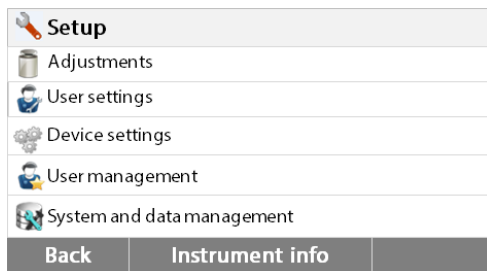 Setup
Adjustments
User settings
Device settings
User management
System and data management
Back Instrument info